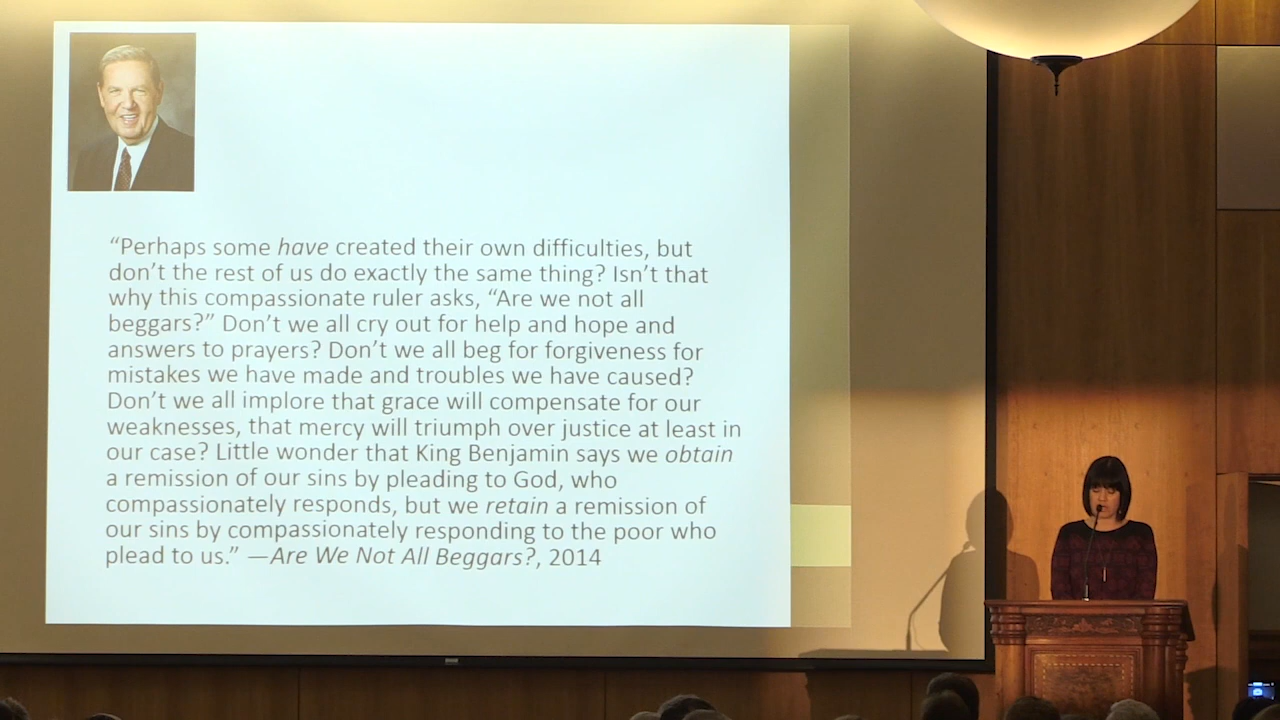 “Perhaps some have created their own difficulties, but
don’t the rest of us do exactly the same thing? Isn’t that
why this compassionate ruler asks, “Are we not all
beggars?” Don’t we all cry out for help and hope and
answers to prayers? Don’t we all beg for forgiveness for
mistakes we have made and troubles we have caused?
Don’t we all implore that grace will compensate for our
weaknesses, that mercy will triumph over justice at least in
our case? Little wonder that King Benjamin says we obtain
a remission of our sins by pleading to God, who
compassionately responds, but we retain a remission of
our sins by compassionately responding to the poor who
plead to us.” —Are We Not All Beggars?, 2014